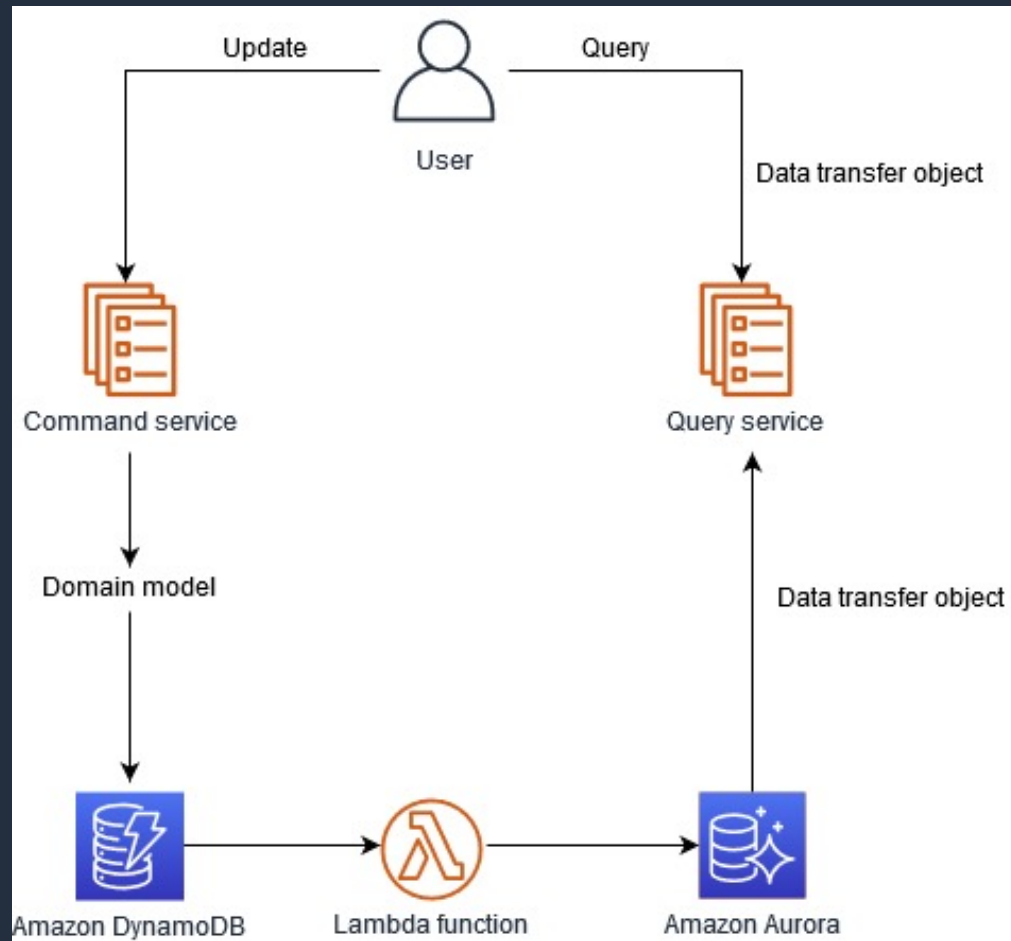 Update
Query
User
Data transfer object
Command service
Query service
Domain model
Data transfer object
Amazon DynamoDB
Lambda function
Amazon Aurora